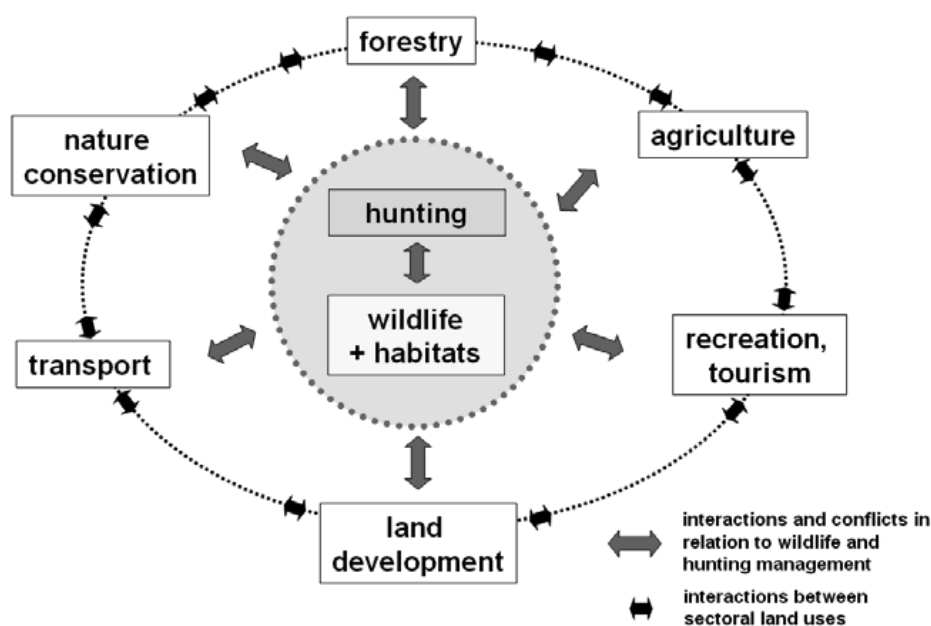 forestry
nature
conservation
agriculture
hunting
wildlife
+ habitats
transport
recreation,
tourism
land
development
interactions and conflicts in
relation to wildlife and
hunting management
interactions between
sectoral land uses